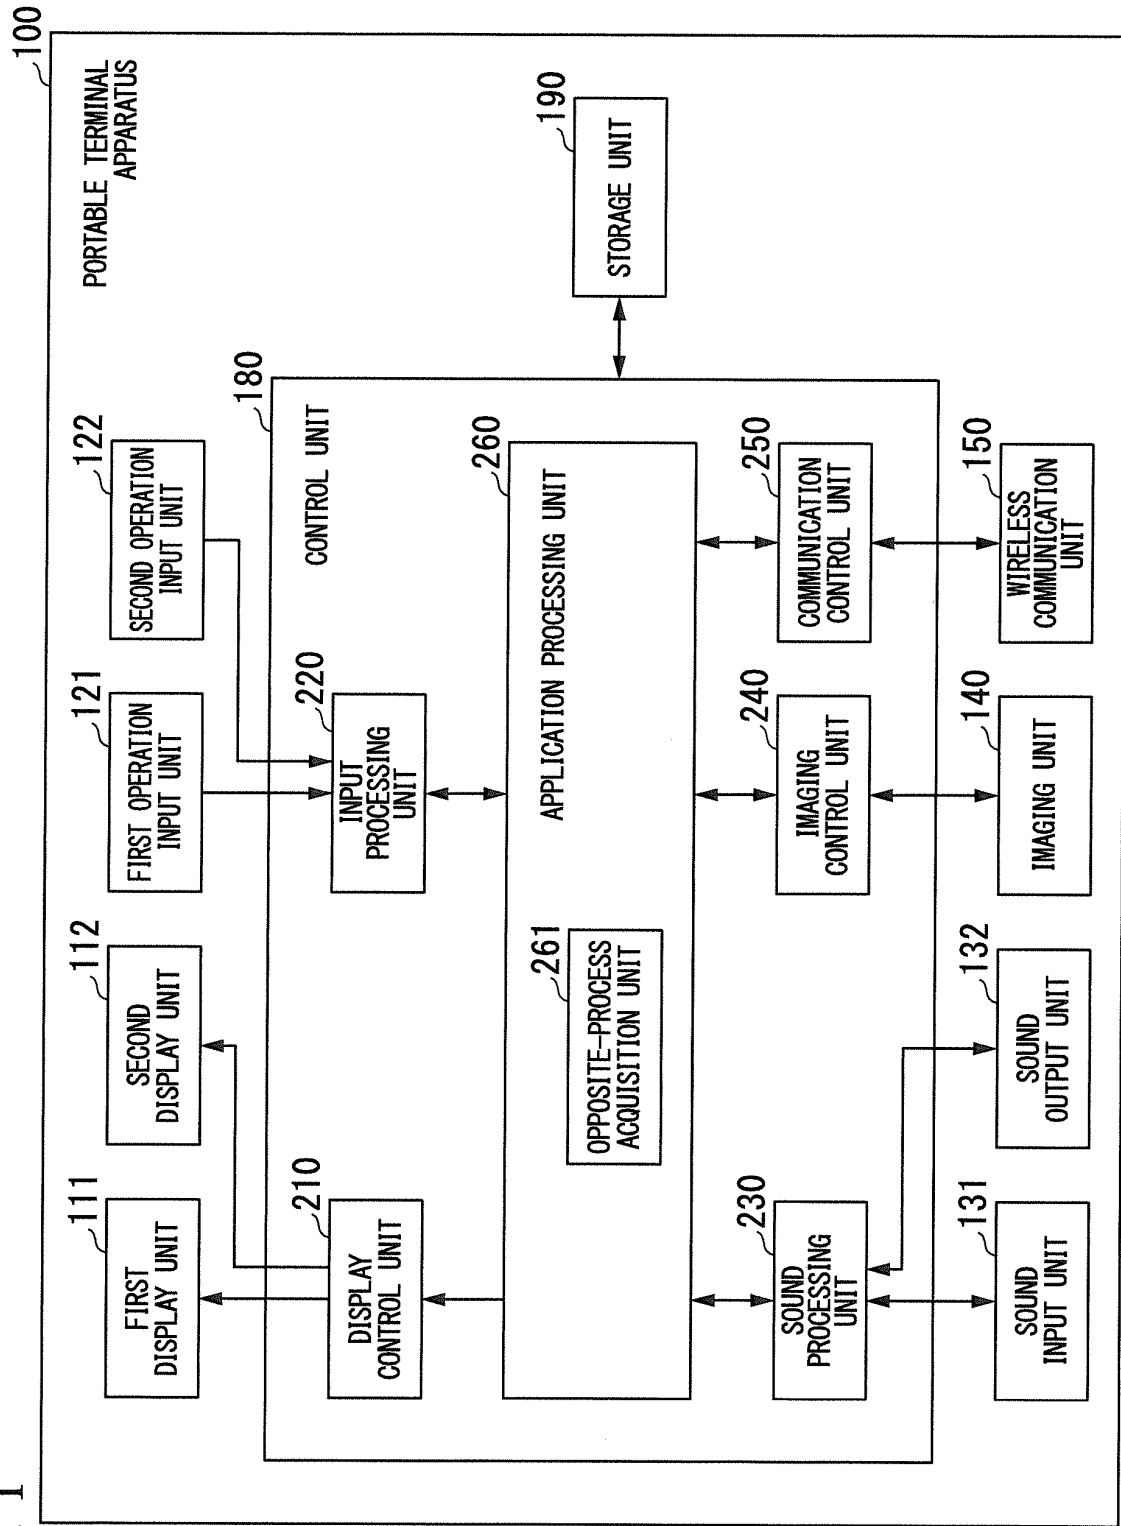 1
100
PORTABLE TERMINAL
APPARATUS
111
FIRST
DISPLAY UNIT
112
SECOND
DISPLAY UNIT
121
FIRST OPERATION
INPUT UNIT
122
SECOND OPERATION
INPUT UNIT
180
CONTROL UNIT
210
DISPLAY
CONTROL UNIT
220
INPUT
PROCESSING
UNIT
190
STORAGE UNIT
260
APPLICATION PROCESSING UNIT
261
OPPOSITE-PROCESS
ACQUISITION UNIT
230
SOUND
PROCESSING
UNIT
240
IMAGING
CONTROL UNIT
250
COMMUNICATION
CONTROL UNIT
131
SOUND
INPUT UNIT
132
SOUND
OUTPUT UNIT
140
IMAGING UNIT
150
WIRELESS
COMMUNICATION
UNIT